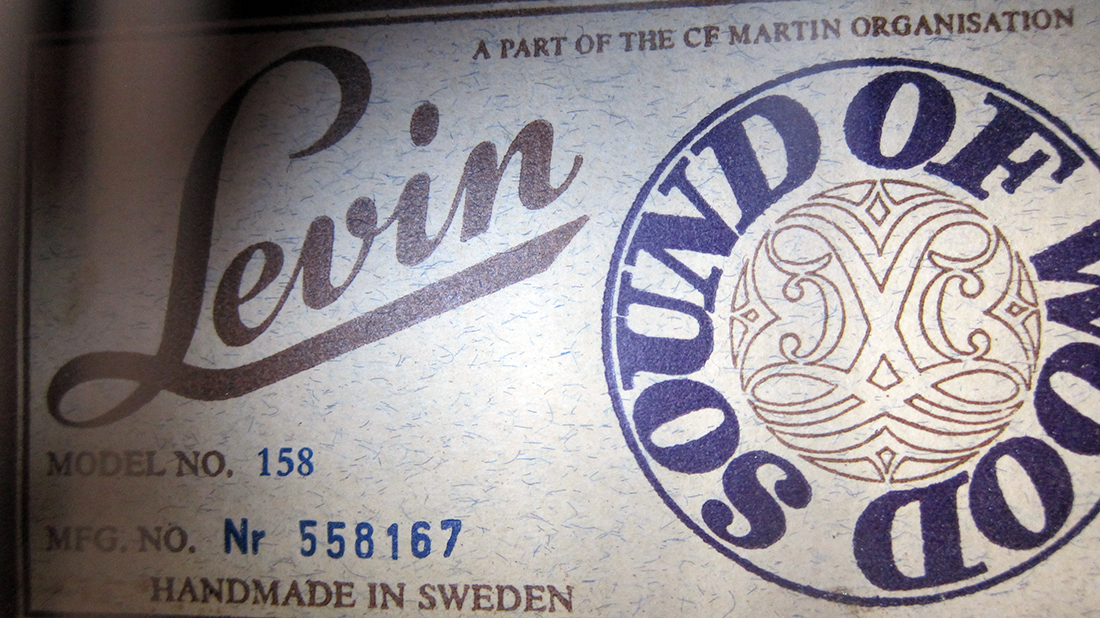 A PART OF THE CF MARTIN ORGANISATION
Levin
SOUND OF WOOD
MODEL NO. 158
MFG. NO. Nr 558167
HANDMADE IN SWEDEN